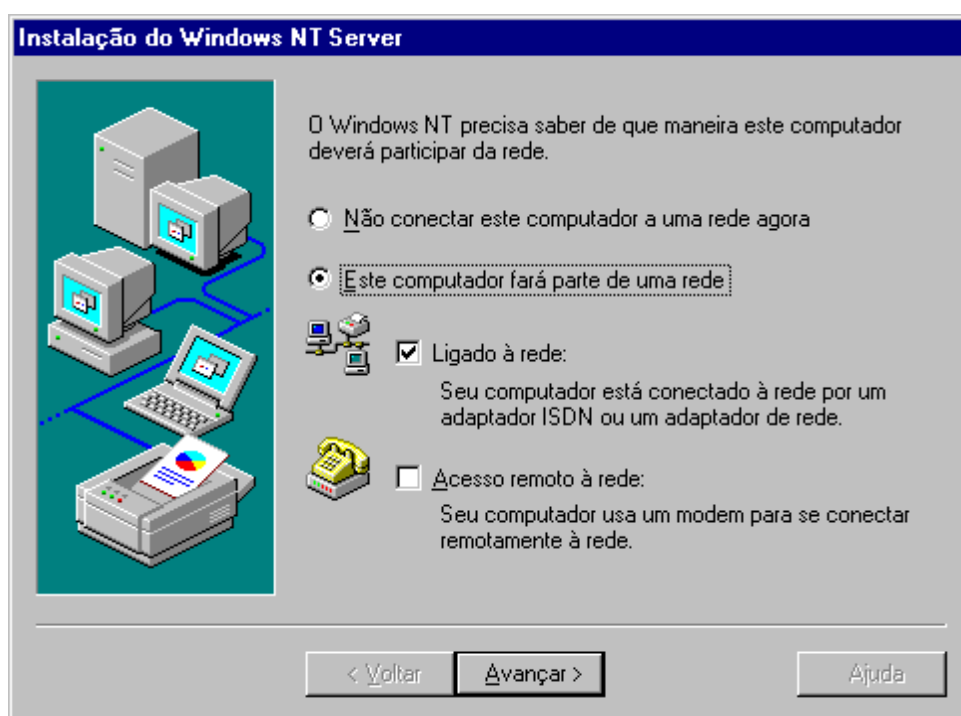 Instalação do Windows NT Server
O Windows NT precisa saber de que maneira este computador
deverá participar da rede.
Não conectar este computador a uma rede agora
Este computador fará parte de uma rede
Ligado à rede:
Seu computador está conectado à rede por um
adaptador ISDN ou um adaptador de rede.
Acesso remoto à rede:
Seu computador usa um modem para se conectar
remotamente à rede.
< Voltar
Avançar >
Ajuda